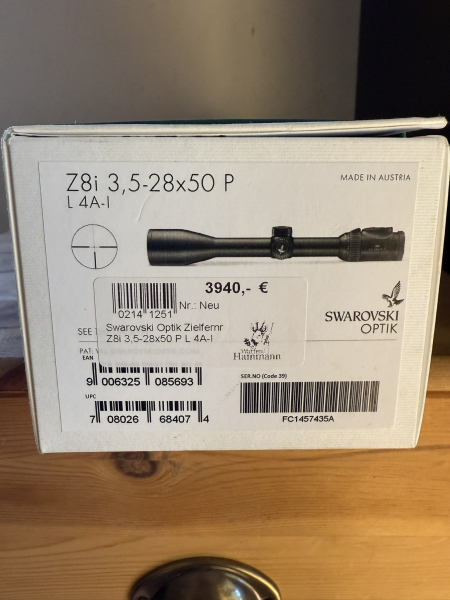 Z8i 3,5-28x50 P
L 4A-I
MADE IN AUSTRIA
3940,- €
0214 1251
Nr.: Neu
Swarovski Optik Zielfernr
Z8i 3,5-28x50 P L 4A-I
Waffen
Hammann
SWAROVSKI
OPTIK
SEE
PAT
EAN
9 006325 085693
UPC
7 08026 68407 4
SER.NO (Code 39)
FC1457435A